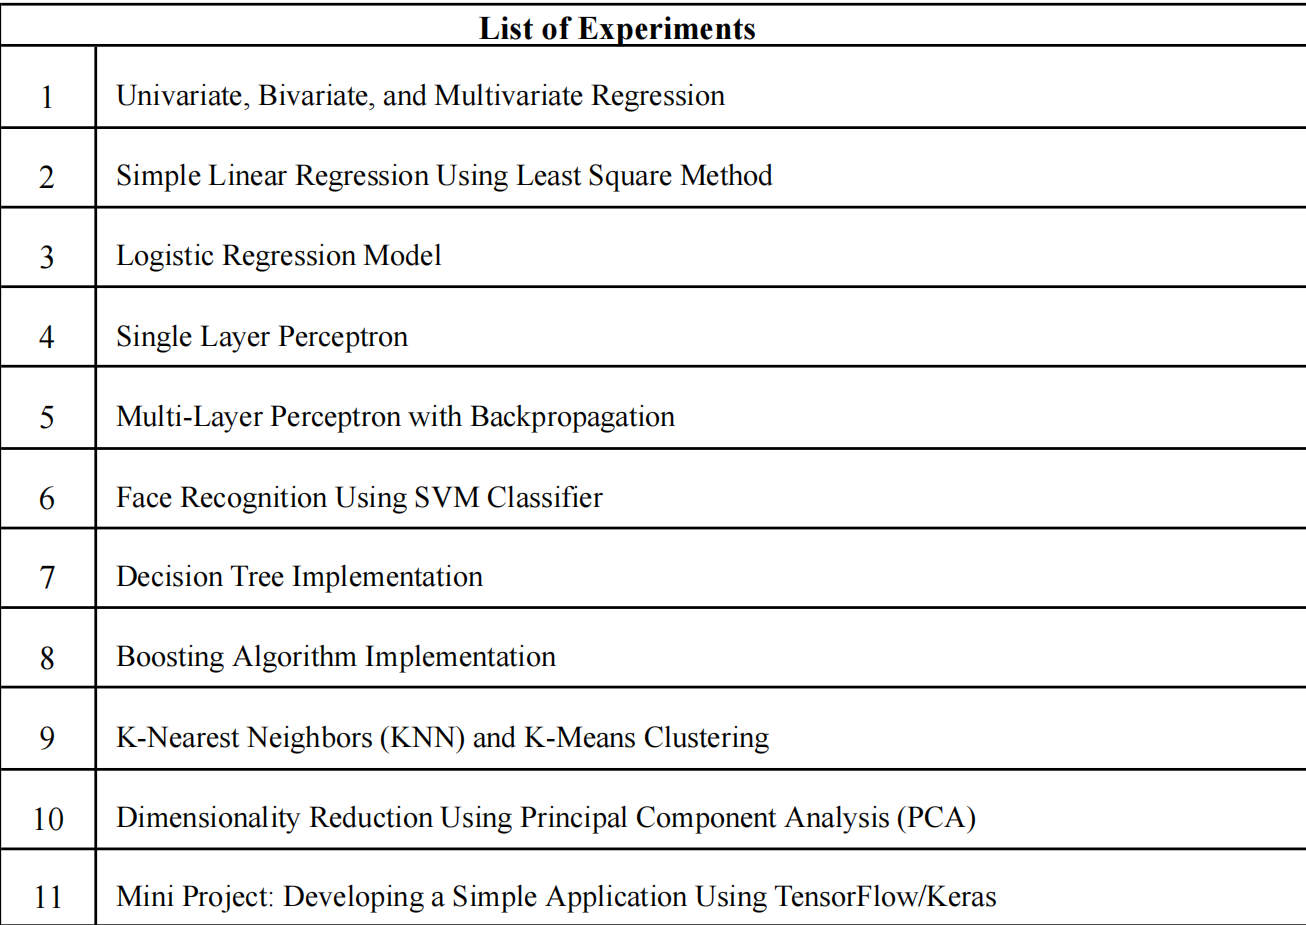 List of Experiments
1 Univariate, Bivariate, and Multivariate Regression
2 Simple Linear Regression Using Least Square Method
3 Logistic Regression Model
4 Single Layer Perceptron
5 Multi-Layer Perceptron with Backpropagation
6 Face Recognition Using SVM Classifier
7 Decision Tree Implementation
8 Boosting Algorithm Implementation
9 K-Nearest Neighbors (KNN) and K-Means Clustering
10 Dimensionality Reduction Using Principal Component Analysis (PCA)
11 Mini Project: Developing a Simple Application Using TensorFlow/Keras